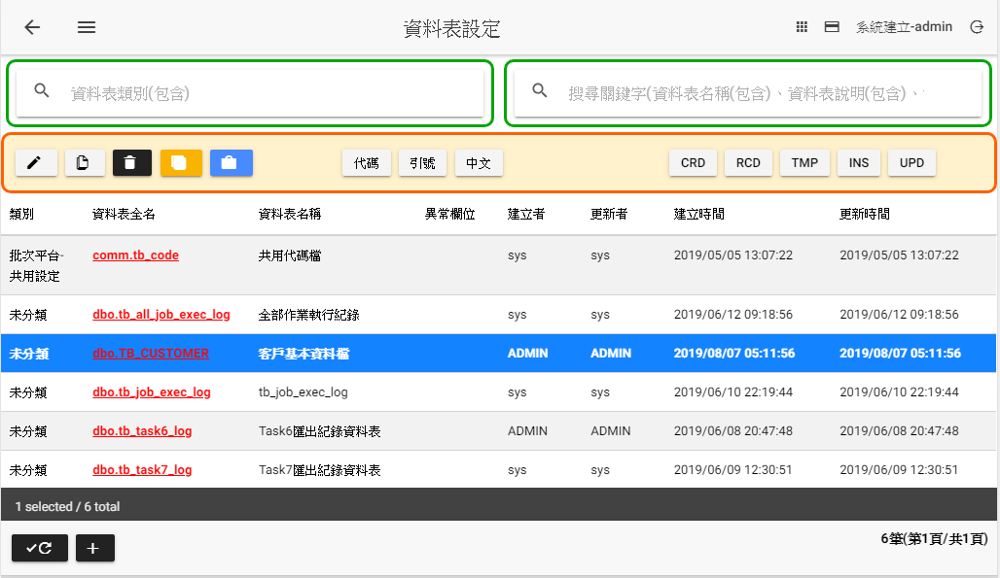 資料表設定
系統建立-admin
資料表類別(包含)
搜尋關鍵字(資料表名稱(包含)、資料表說明(包含)、
代碼 引號 中文 CRD RCD TMP INS UPD
類別 資料表全名 資料表名稱 異常欄位 建立者 更新者 建立時間 更新時間
批次平台- comm.tb_code 共用代碼檔 sys sys 2019/05/05 13:07:22 2019/05/05 13:07:22
共用設定
未分類 dbo.tb_all_job_exec_log 全部作業執行紀錄 sys sys 2019/06/12 09:18:56 2019/06/12 09:18:56
未分類 dbo.TB_CUSTOMER 客戶基本資料檔 ADMIN ADMIN 2019/08/07 05:11:56 2019/08/07 05:11:56
未分類 dbo.tb_job_exec_log tb_job_exec_log sys sys 2019/06/10 22:19:44 2019/06/10 22:19:44
未分類 dbo.tb_task6_log Task6匯出紀錄資料表 ADMIN ADMIN 2019/06/08 20:47:48 2019/06/08 20:47:48
未分類 dbo.tb_task7_log Task7匯出紀錄資料表 sys sys 2019/06/09 12:30:51 2019/06/09 12:30:51
1 selected / 6 total
6筆(第1頁/共1頁)